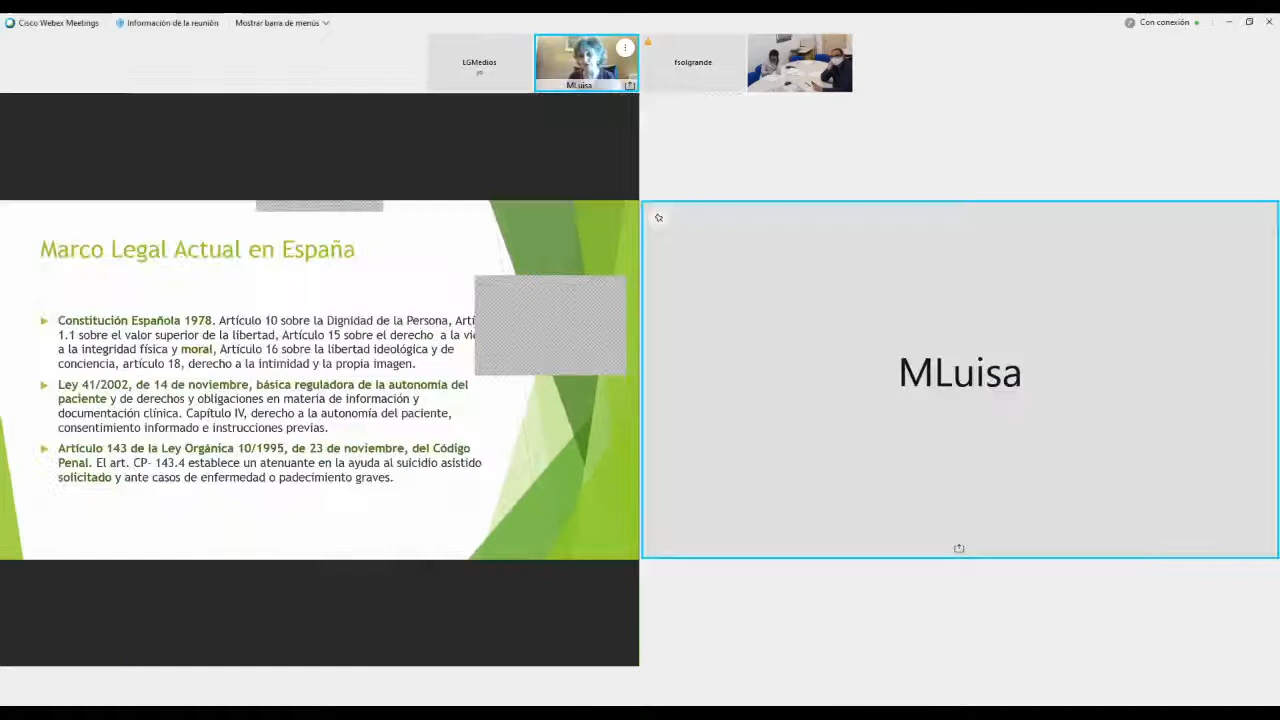 Cisco Webex Meetings
Información de la reunión
Mostrar barra de menús
Con conexión
LGMedios
yo
MLuisa
fsolgrande
Marco Legal Actual en España
Constitución Española 1978. Artículo 10 sobre la Dignidad de la Persona, Artí
1.1 sobre el valor superior de la libertad, Artículo 15 sobre el derecho a la vi
a la integridad física y moral, Artículo 16 sobre la libertad ideológica y de
conciencia, artículo 18, derecho a la intimidad y la propia imagen.
Ley 41/2002, de 14 de noviembre, básica reguladora de la autonomía del
paciente y de derechos y obligaciones en materia de información y
documentación clínica. Capítulo IV, derecho a la autonomía del paciente,
consentimiento informado e instrucciones previas.
Artículo 143 de la Ley Orgánica 10/1995, de 23 de noviembre, del Código
Penal. El art. CP- 143.4 establece un atenuante en la ayuda al suicidio asistido
solicitado y ante casos de enfermedad o padecimiento graves.
MLuisa